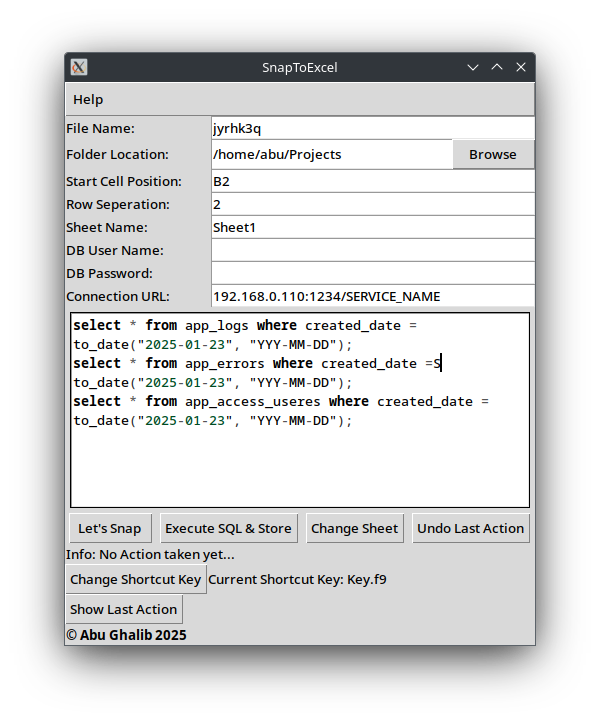 SnapToExcel
Help
File Name: jyrhk3q
Folder Location: /home/abu/Projects Browse
Start Cell Position: B2
Row Seperation: 2
Sheet Name: Sheet1
DB User Name:
DB Password:
Connection URL: 192.168.0.110:1234/SERVICE_NAME
select * from app_logs where created_date =
to_date("2025-01-23", "YYY-MM-DD");
select * from app_errors where created_date =S
to_date("2025-01-23", "YYY-MM-DD");
select * from app_access_useres where created_date =
to_date("2025-01-23", "YYY-MM-DD");
Let's Snap Execute SQL & Store Change Sheet Undo Last Action
Info: No Action taken yet...
Change Shortcut Key Current Shortcut Key: Key.f9
Show Last Action
© Abu Ghalib 2025